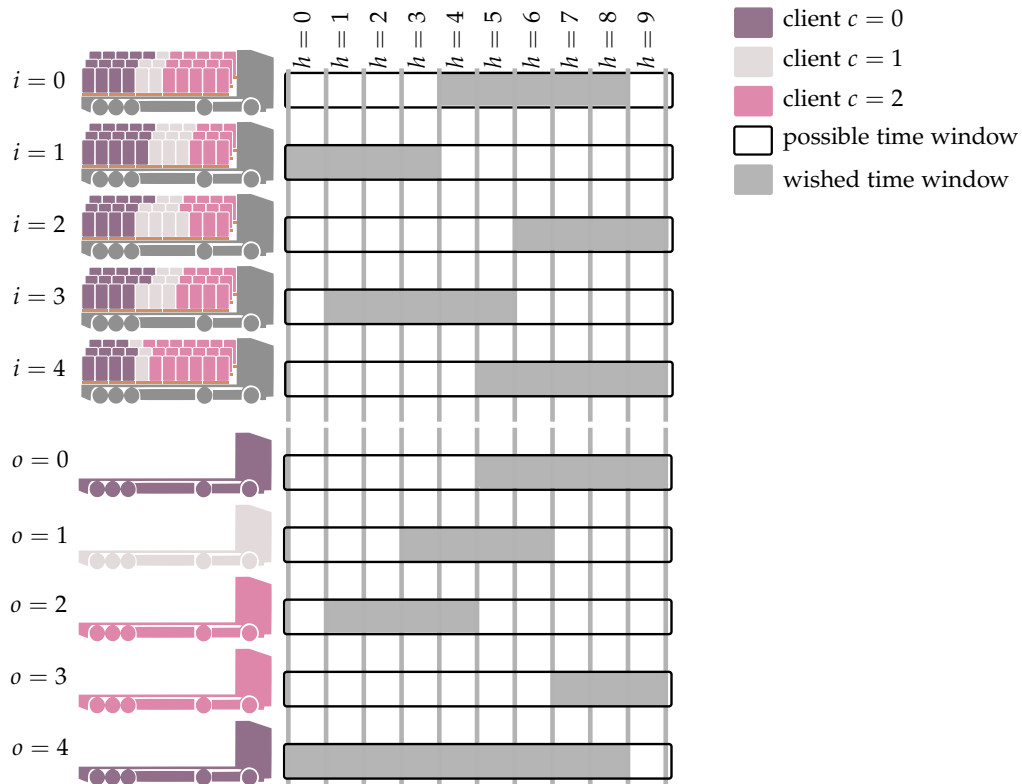 h = 0
h = 1
h = 2
h = 3
h = 4
h = 5
h = 6
h = 7
h = 8
h = 9
client c = 0
client c = 1
client c = 2
possible time window
wished time window
i = 0
i = 1
i = 2
i = 3
i = 4
o = 0
o = 1
o = 2
o = 3
o = 4